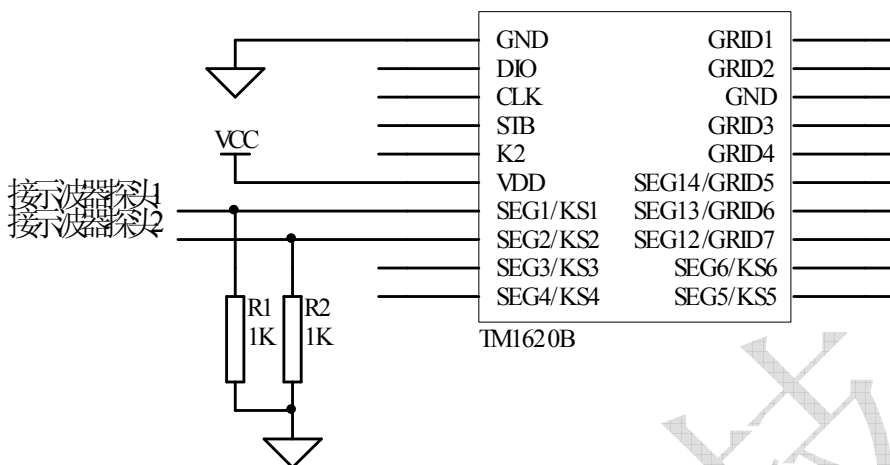 GND GRID1
DIO GRID2
CLK GND
STB GRID3
VCC
K2 GRID4
VDD SEG14/GRID5
接示波器探头1
SEG1/KS1 SEG13/GRID6
接示波器探头2
SEG2/KS2 SEG12/GRID7
SEG3/KS3 SEG6/KS6
SEG4/KS4 SEG5/KS5
R1 R2
1K 1K
TM1620B